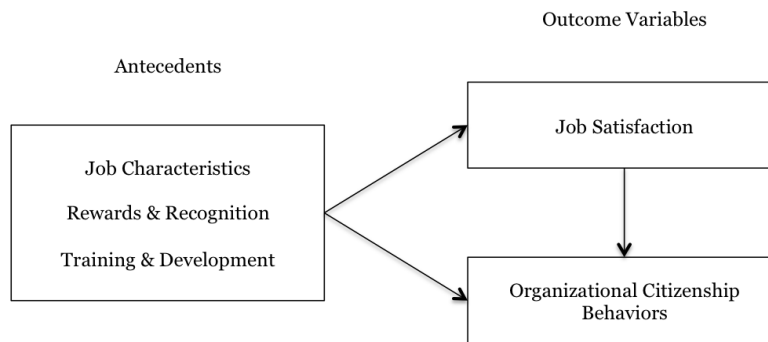 Outcome Variables
Antecedents
Job Satisfaction
Job Characteristics
Rewards & Recognition
Training & Development
Organizational Citizenship
Behaviors